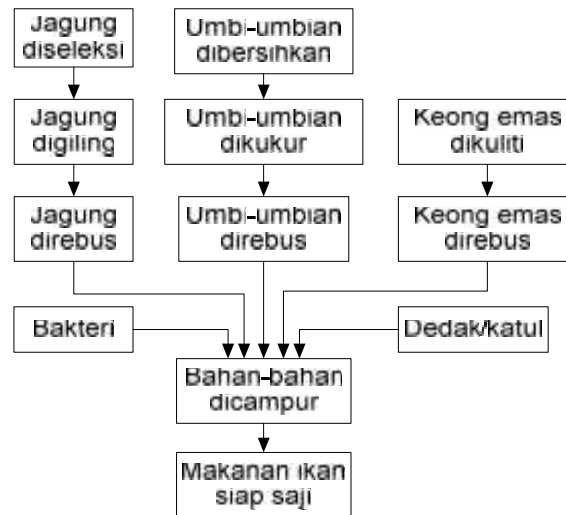 Jagung
diseleksi
Umbi-umbian
dibersihkan
Jagung
digiling
Umbi-umbian
dikukur
Keong emas
dikuliti
Jagung
direbus
Umbi-umbian
direbus
Keong emas
direbus
Bakteri
Dedak/katul
Bahan-bahan
dicampur
Makanan ikan
siap saji